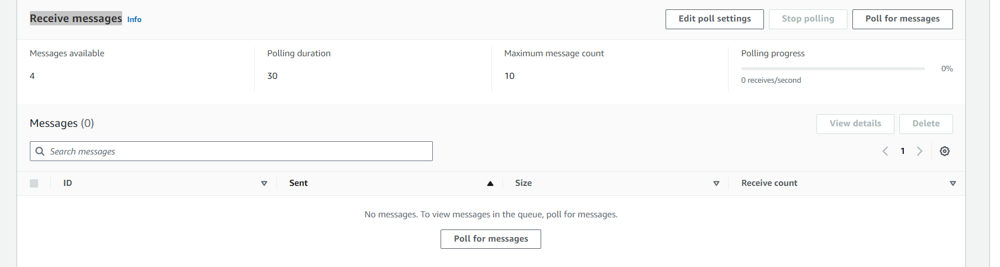 Receive messages Info
Edit poll settings Stop polling Poll for messages
Messages available Polling duration Maximum message count Polling progress
4 30 10 0%
0 receives/second
Messages (0)
View details Delete
Search messages
1
ID Sent Size Receive count
No messages. To view messages in the queue, poll for messages.
Poll for messages